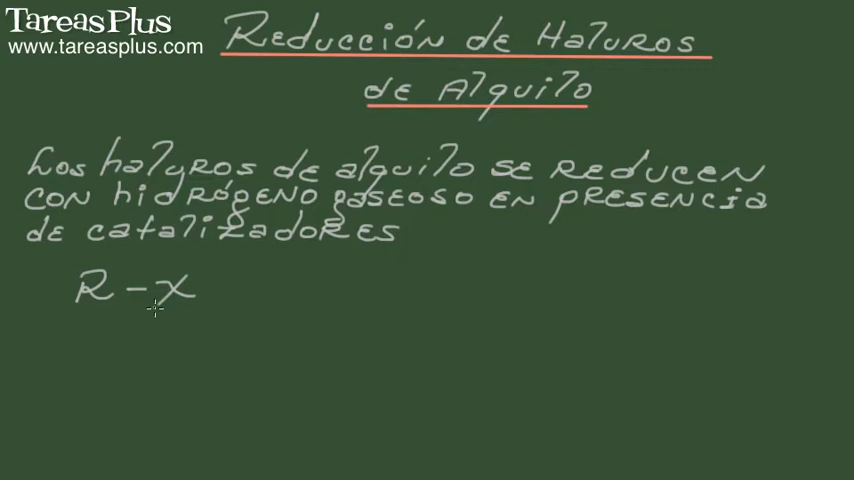 TareasPlus
www.tareasplus.com
Reducción de Haluros
de Alquilo
Los haluros de alquilo se reducen
con hidrógeno gaseoso en presencia
de catalizadores
R-X